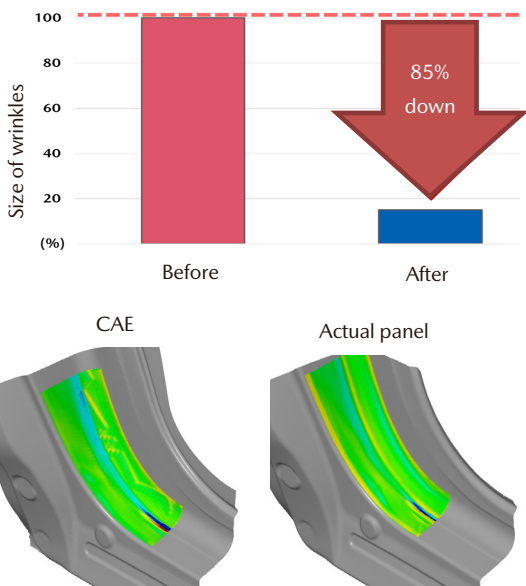 100
80
60
40
20
(%)
Size of wrinkles
85%
down
Before
After
CAE
Actual panel